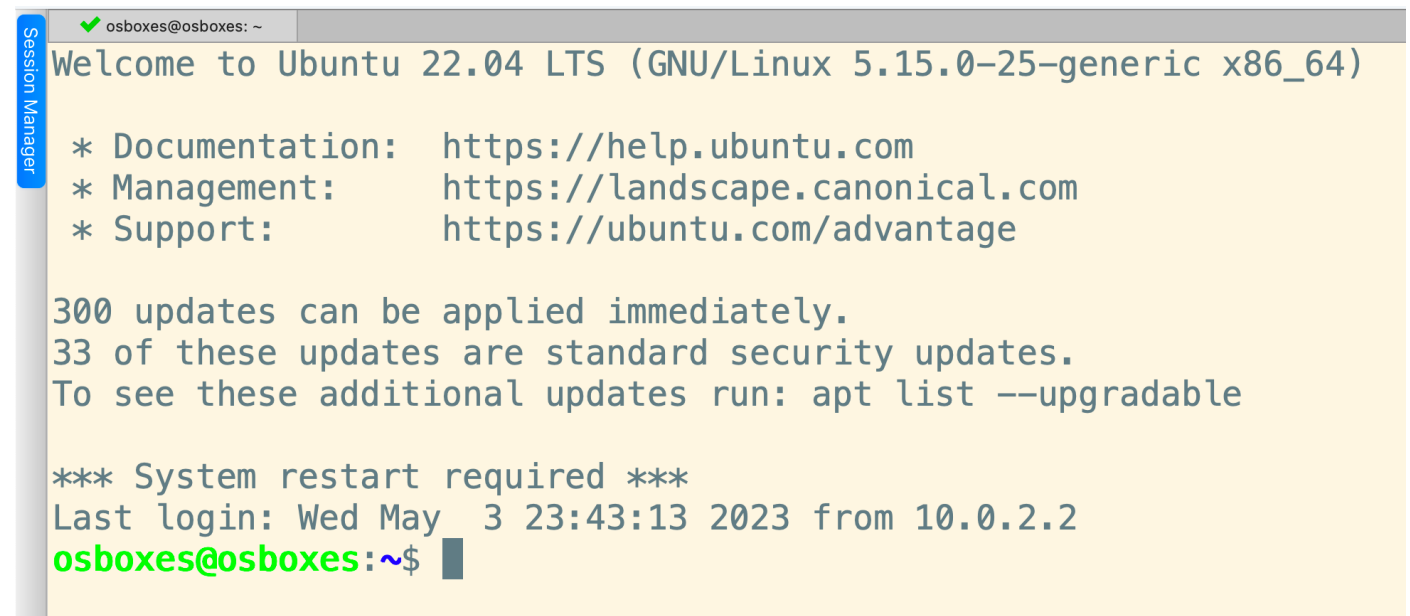 osboxes@osboxes: ~
Session Manager
Welcome to Ubuntu 22.04 LTS (GNU/Linux 5.15.0-25-generic x86_64)
* Documentation:  https://help.ubuntu.com
* Management:     https://landscape.canonical.com
* Support:        https://ubuntu.com/advantage
300 updates can be applied immediately.
33 of these updates are standard security updates.
To see these additional updates run: apt list --upgradable
*** System restart required ***
Last login: Wed May  3 23:43:13 2023 from 10.0.2.2
osboxes@osboxes:~$